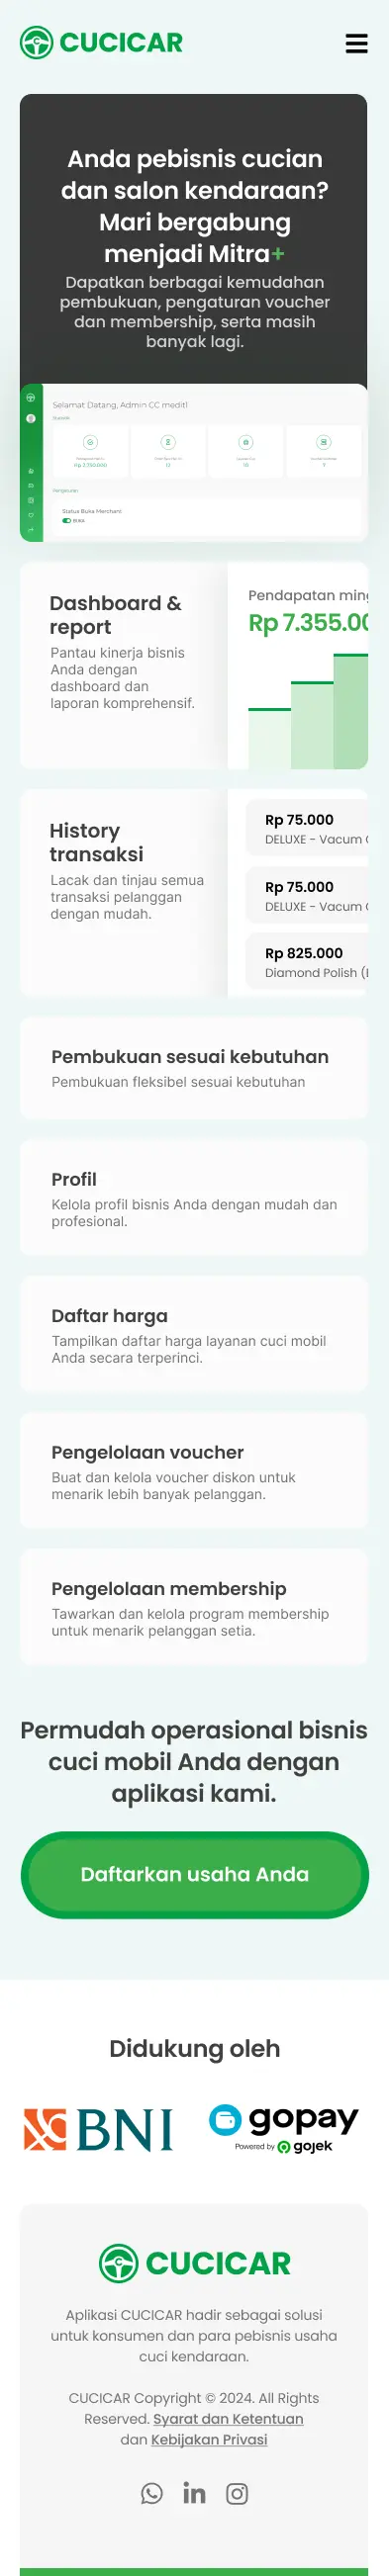 CUCICAR
Anda pebisnis cucian
dan salon kendaraan?
Mari bergabung
menjadi Mitra+
Dapatkan berbagai kemudahan
pembukuan, pengaturan voucher
dan membership, serta masih
banyak lagi.
Selamat Datang, Admin CC medit!
Rp 2.750.000
12
Pengaturan
Status Buka Merchant
BUKA
Dashboard &
report
Pantau kinerja bisnis
Anda dengan
dashboard dan
laporan komprehensif.
Pendapatan ming
Rp 7.355.00
History
transaksi
Lacak dan tinjau semua
transaksi pelanggan
dengan mudah.
Rp 75.000
DELUXE - Vacum
Rp 75.000
DELUXE - Vacum
Rp 825.000
Diamond Polish
Pembukuan sesuai kebutuhan
Pembukuan fleksibel sesuai kebutuhan
Profil
Kelola profil bisnis Anda dengan mudah dan
profesional.
Daftar harga
Tampilkan daftar harga layanan cuci mobil
Anda secara terperinci.
Pengelolaan voucher
Buat dan kelola voucher diskon untuk
menarik lebih banyak pelanggan.
Pengelolaan membership
Tawarkan dan kelola program membership
untuk menarik pelanggan setia.
Permudah operasional bisnis
cuci mobil Anda dengan
aplikasi kami.
Daftarkan usaha Anda
Didukung oleh
BNI
gopay
Powered by gojek
CUCICAR
Aplikasi CUCICAR hadir sebagai solusi
untuk konsumen dan para pebisnis usaha
cuci kendaraan.
CUCICAR Copyright © 2024. All Rights
Reserved. Syarat dan Ketentuan
dan Kebijakan Privasi